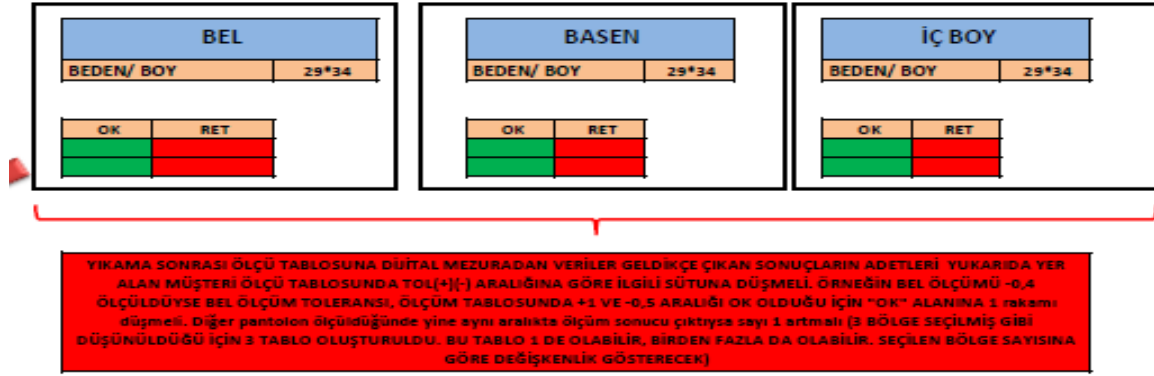 BEL BASEN İÇ BOY
BEDEN/ BOY 29*34 BEDEN/ BOY 29*34 BEDEN/ BOY 29*34
OK RET OK RET OK RET
YIKAMA SONRASI ÖLÇÜ TABLOSUNA DİJİTAL MEZURADAN VERİLER GELDİKÇE ÇIKAN SONUÇLARIN ADETLERİ YUKARIDA YER
ALAN MÜŞTERİ ÖLÇÜ TABLOSUNDA TOL(+)(-) ARALIĞINA GÖRE İLGİLİ SÜTUNA DÜŞMELİ. ÖRNEĞİN BEL ÖLÇÜMÜ -0,4
ÖLÇÜLDÜYSE BEL ÖLÇÜM TOLERANSI, ÖLÇÜM TABLOSUNDA +1 VE -0,5 ARALIĞI OK OLDUĞU İÇİN "OK" ALANINA 1 rakamı
düşmeli. Diğer pantolon ölçüldüğünde yine aynı aralıkta ölçüm sonucu çıktıysa sayı 1 artmalı (3 BÖLGE SEÇİLMİŞ GİBİ
DÜŞÜNÜLDÜĞÜ İÇİN 3 TABLO OLUŞTURULDU. BU TABLO 1 DE OLABİLİR, BİRDEN FAZLA DA OLABİLİR. SEÇİLEN BÖLGE SAYISINA
GÖRE DEĞİŞKENLİK GÖSTERECEK)